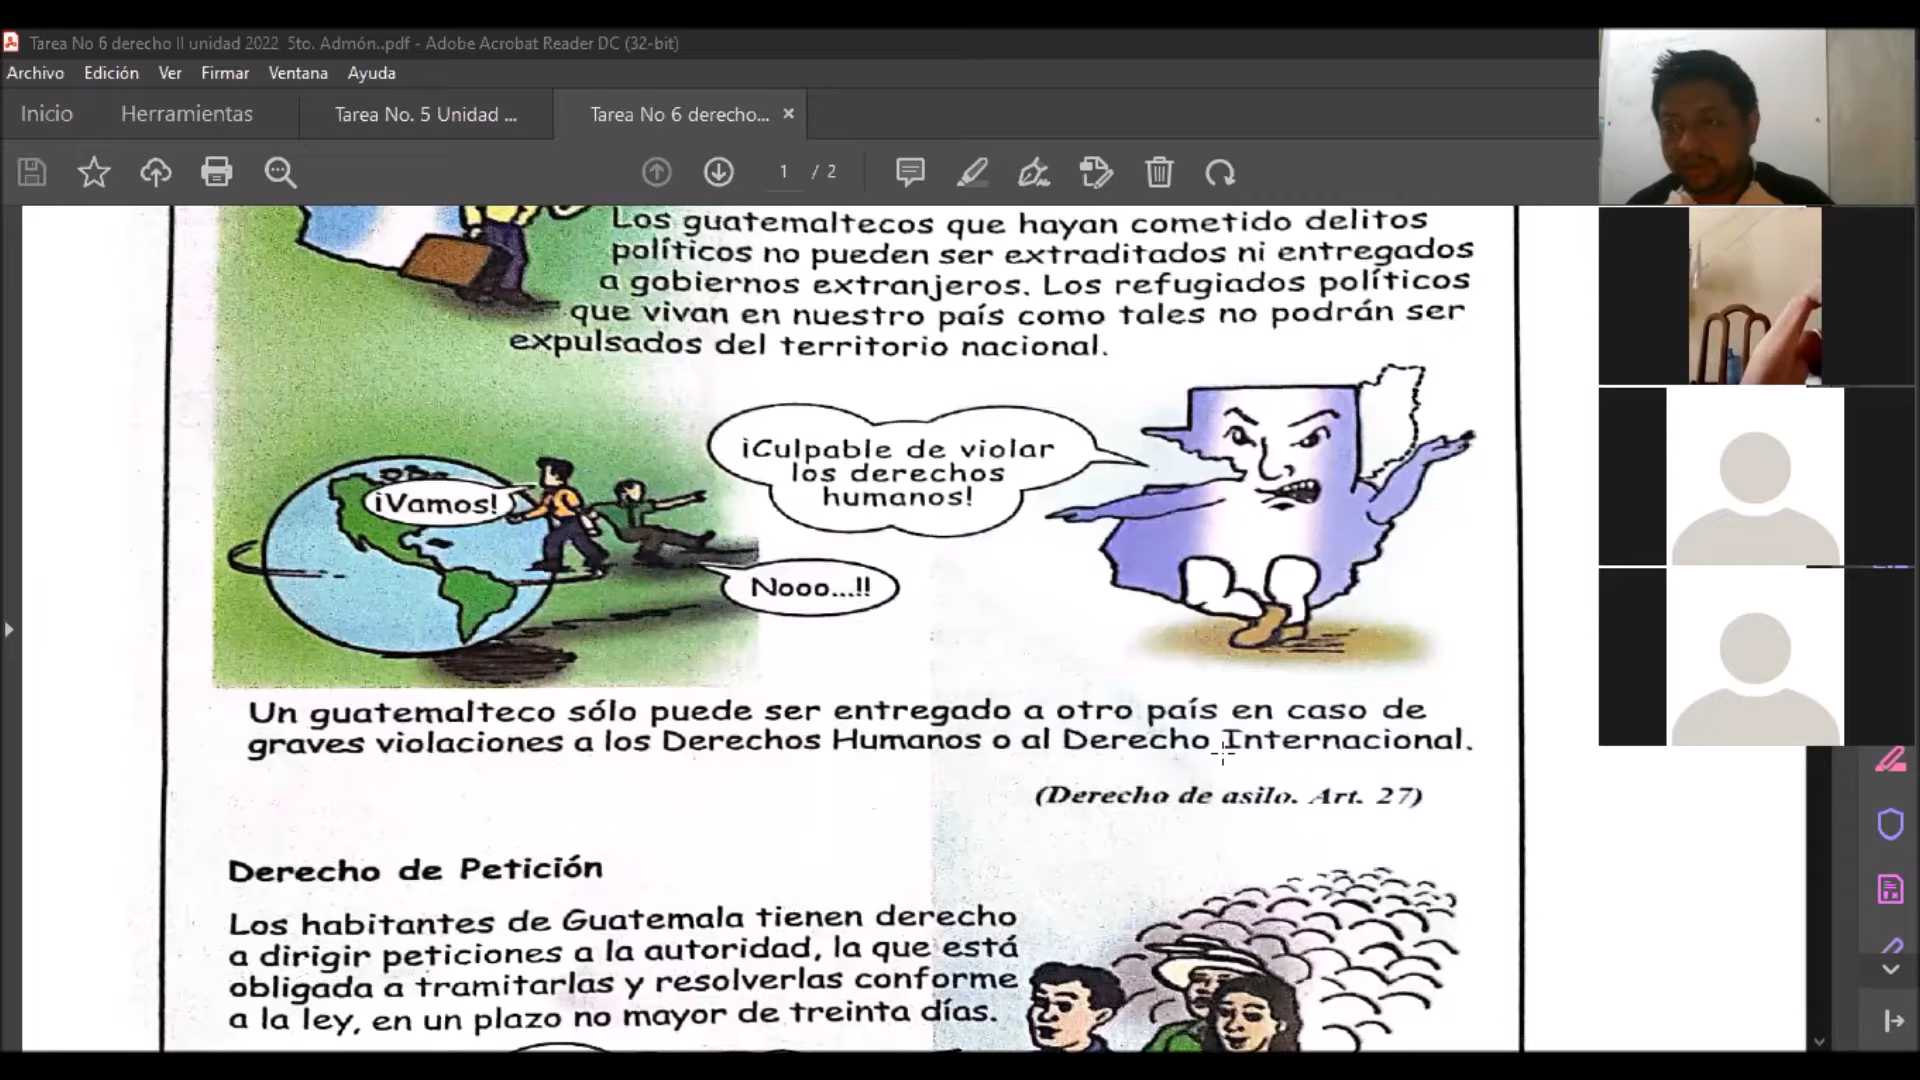 Tarea No 6 derecho II unidad 2022 5to. Admón..pdf - Adobe Acrobat Reader DC (32-bit)
Archivo Edición Ver Firmar Ventana Ayuda
Inicio Herramientas Tarea No. 5 Unidad ... Tarea No 6 derecho... ×
1 / 2
Los guatemaltecos que hayan cometido delitos
políticos no pueden ser extraditados ni entregados
a gobiernos extranjeros. Los refugiados políticos
que vivan en nuestro país como tales no podrán ser
expulsados del territorio nacional.
¡Culpable de violar
los derechos
humanos!
¡Vamos!
Nooo...!!
Un guatemalteco sólo puede ser entregado a otro país en caso de
graves violaciones a los Derechos Humanos o al Derecho Internacional.
(Derecho de asilo. Art. 27)
Derecho de Petición
Los habitantes de Guatemala tienen derecho
a dirigir peticiones a la autoridad, la que está
obligada a tramitarlas y resolverlas conforme
a la ley, en un plazo no mayor de treinta días.